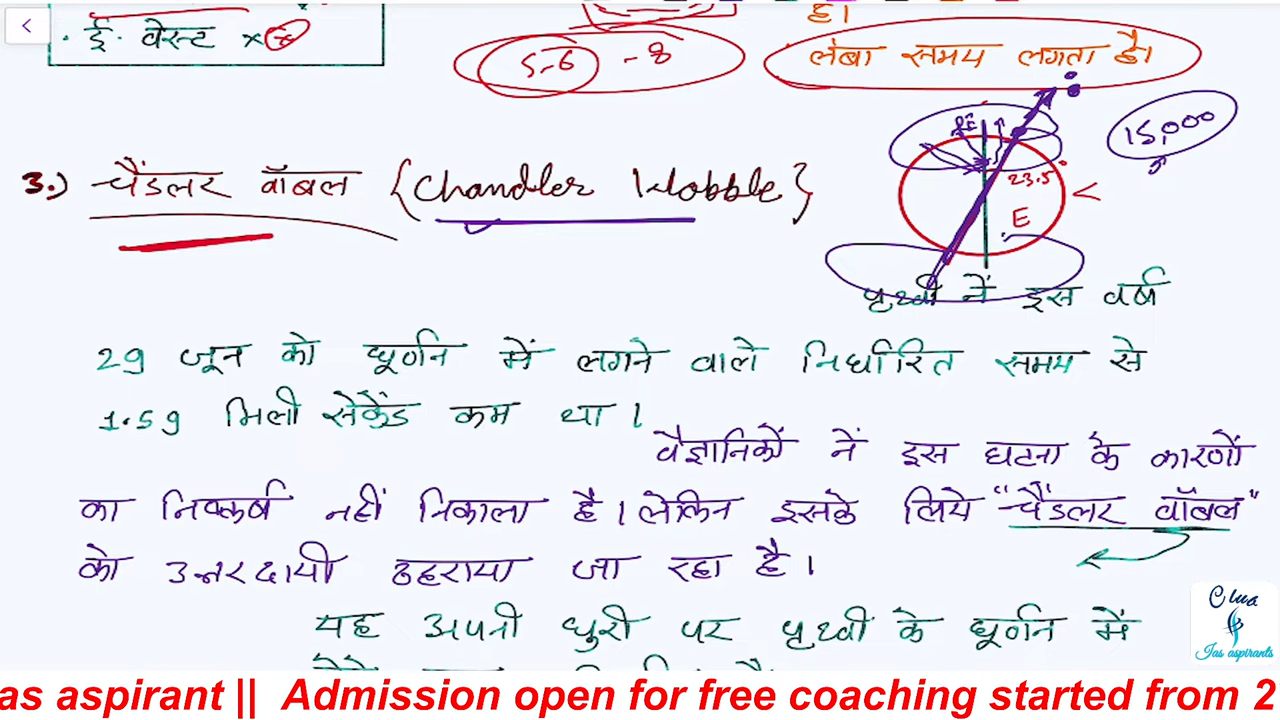 · ई· वेस्ट ×
है।
5-6 - 8
लंबा समय लगता है।
15,000
3.) चैंडलर वॉबल {Chandler Wobble}
23.5°
E
पृथ्वी नें इस वर्ष
29 जून को घूर्णन में लगने वाले निर्धारित समय से
1.59 मिली सेकैंड कम था।
वैज्ञानिकों नें इस घटना के कारणों
का निष्कर्ष नहीं निकाला है। लेकिन इसके लिये "चैंडलर वॉबल"
को उत्तरदायी ठहराया जा रहा है।
यह अपनी धुरी पर पृथ्वी के घूर्णन में
Clua
Ias aspirants
as aspirant || Admission open for free coaching started from 2